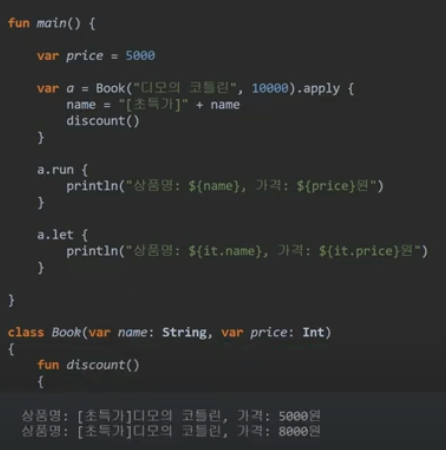 fun main() {
var price = 5000
var a = Book("디모의 코틀린", 10000).apply {
name = "[초특가]" + name
discount()
}
a.run {
println("상품명: ${name}, 가격: ${price}원")
}
a.let {
println("상품명: ${it.name}, 가격: ${it.price}원")
}
}
class Book(var name: String, var price: Int)
{
fun discount()
{
상품명: [초특가]디모의 코틀린, 가격: 5000원
상품명: [초특가]디모의 코틀린, 가격: 8000원